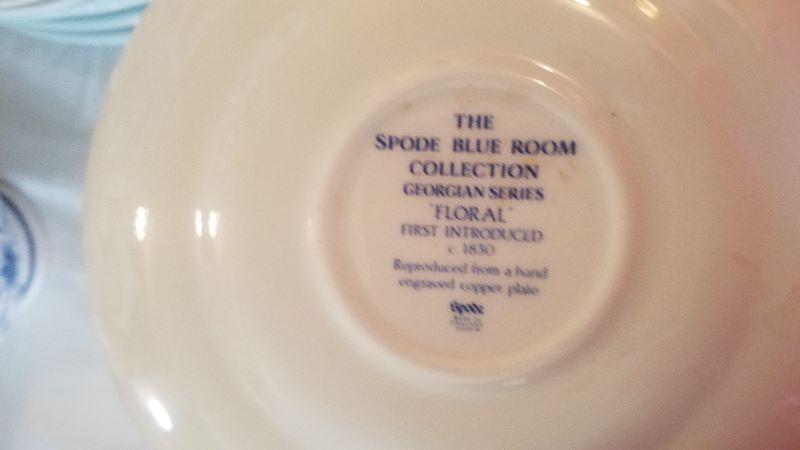 THE
SPODE BLUE ROOM
COLLECTION
GEORGIAN SERIES
'FLORAL'
FIRST INTRODUCED
c. 1830
Reproduced from a hand
engraved copper plate
Spode